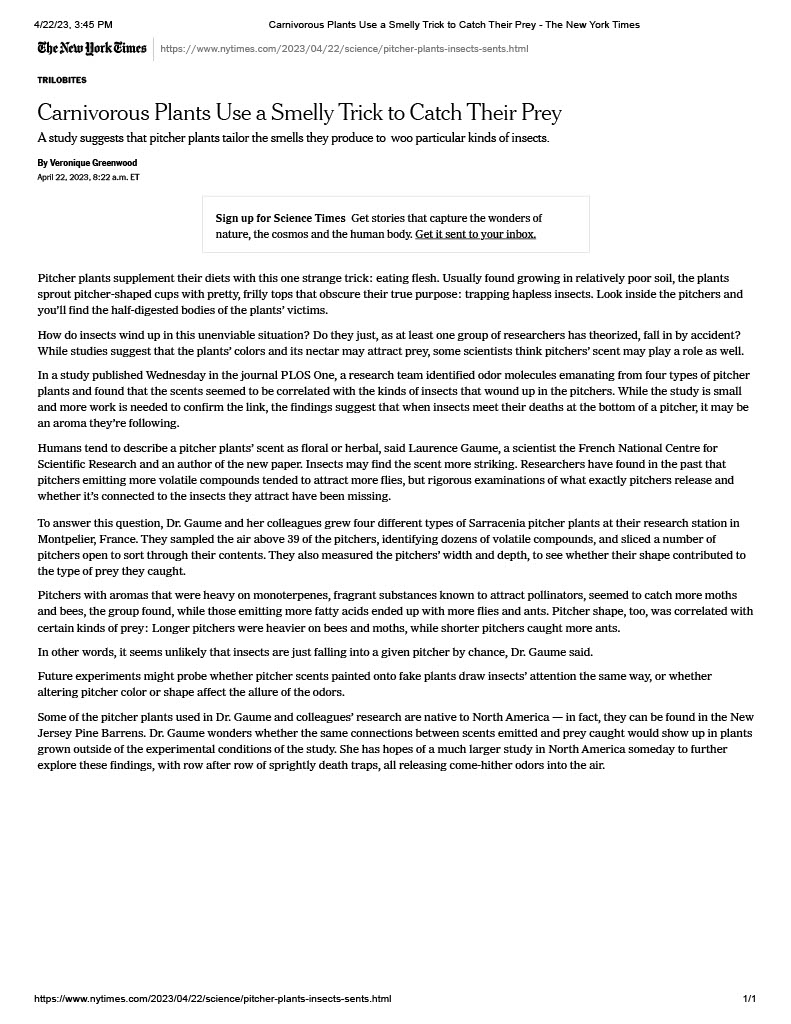 4/22/23, 3:45 PM Carnivorous Plants Use a Smelly Trick to Catch Their Prey - The New York Times
The New York Times https://www.nytimes.com/2023/04/22/science/pitcher-plants-insects-sents.html
TRILOBITES
Carnivorous Plants Use a Smelly Trick to Catch Their Prey
A study suggests that pitcher plants tailor the smells they produce to woo particular kinds of insects.
By Veronique Greenwood
April 22, 2023, 8:22 a.m. ET
Sign up for Science Times Get stories that capture the wonders of
nature, the cosmos and the human body. Get it sent to your inbox.
Pitcher plants supplement their diets with this one strange trick: eating flesh. Usually found growing in relatively poor soil, the plants
sprout pitcher-shaped cups with pretty, frilly tops that obscure their true purpose: trapping hapless insects. Look inside the pitchers and
you'll find the half-digested bodies of the plants' victims.
How do insects wind up in this unenviable situation? Do they just, as at least one group of researchers has theorized, fall in by accident?
While studies suggest that the plants' colors and its nectar may attract prey, some scientists think pitchers' scent may play a role as well.
In a study published Wednesday in the journal PLOS One, a research team identified odor molecules emanating from four types of pitcher
plants and found that the scents seemed to be correlated with the kinds of insects that wound up in the pitchers. While the study is small
and more work is needed to confirm the link, the findings suggest that when insects meet their deaths at the bottom of a pitcher, it may be
an aroma they're following.
Humans tend to describe a pitcher plants' scent as floral or herbal, said Laurence Gaume, a scientist the French National Centre for
Scientific Research and an author of the new paper. Insects may find the scent more striking. Researchers have found in the past that
pitchers emitting more volatile compounds tended to attract more flies, but rigorous examinations of what exactly pitchers release and
whether it's connected to the insects they attract have been missing.
To answer this question, Dr. Gaume and her colleagues grew four different types of Sarracenia pitcher plants at their research station in
Montpelier, France. They sampled the air above 39 of the pitchers, identifying dozens of volatile compounds, and sliced a number of
pitchers open to sort through their contents. They also measured the pitchers' width and depth, to see whether their shape contributed to
the type of prey they caught.
Pitchers with aromas that were heavy on monoterpenes, fragrant substances known to attract pollinators, seemed to catch more moths
and bees, the group found, while those emitting more fatty acids ended up with more flies and ants. Pitcher shape, too, was correlated with
certain kinds of prey: Longer pitchers were heavier on bees and moths, while shorter pitchers caught more ants.
In other words, it seems unlikely that insects are just falling into a given pitcher by chance, Dr. Gaume said.
Future experiments might probe whether pitcher scents painted onto fake plants draw insects' attention the same way, or whether
altering pitcher color or shape affect the allure of the odors.
Some of the pitcher plants used in Dr. Gaume and colleagues' research are native to North America — in fact, they can be found in the New
Jersey Pine Barrens. Dr. Gaume wonders whether the same connections between scents emitted and prey caught would show up in plants
grown outside of the experimental conditions of the study. She has hopes of a much larger study in North America someday to further
explore these findings, with row after row of sprightly death traps, all releasing come-hither odors into the air.
https://www.nytimes.com/2023/04/22/science/pitcher-plants-insects-sents.html 1/1